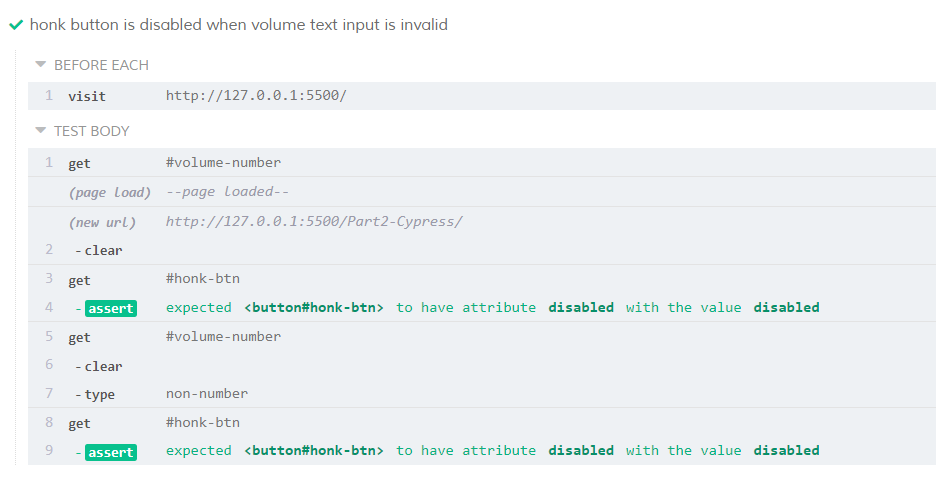 honk button is disabled when volume text input is invalid
BEFORE EACH
1 visit http://127.0.0.1:5500/
TEST BODY
1 get #volume-number
(page load) --page loaded--
(new url) http://127.0.0.1:5500/Part2-Cypress/
2 -clear
3 get #honk-btn
4 -assert expected <button#honk-btn> to have attribute disabled with the value disabled
5 get #volume-number
6 -clear
7 -type non-number
8 get #honk-btn
9 -assert expected <button#honk-btn> to have attribute disabled with the value disabled